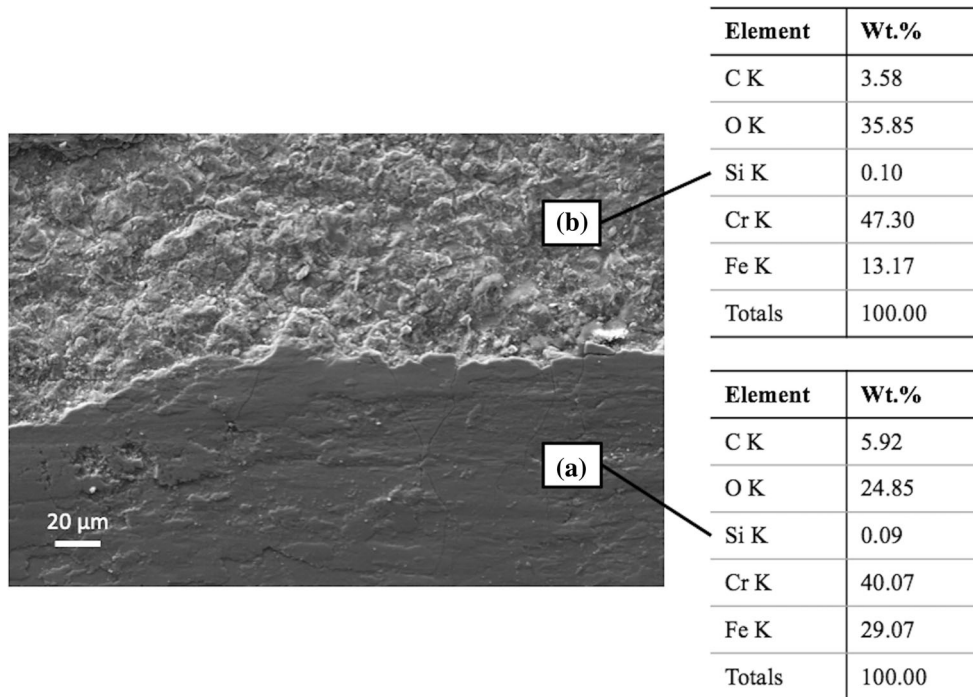 Element Wt.%
C K 3.58
O K 35.85
Si K 0.10
Cr K 47.30
Fe K 13.17
Totals 100.00
(b)
Element Wt.%
C K 5.92
O K 24.85
Si K 0.09
Cr K 40.07
Fe K 29.07
Totals 100.00
(a)
20 µm